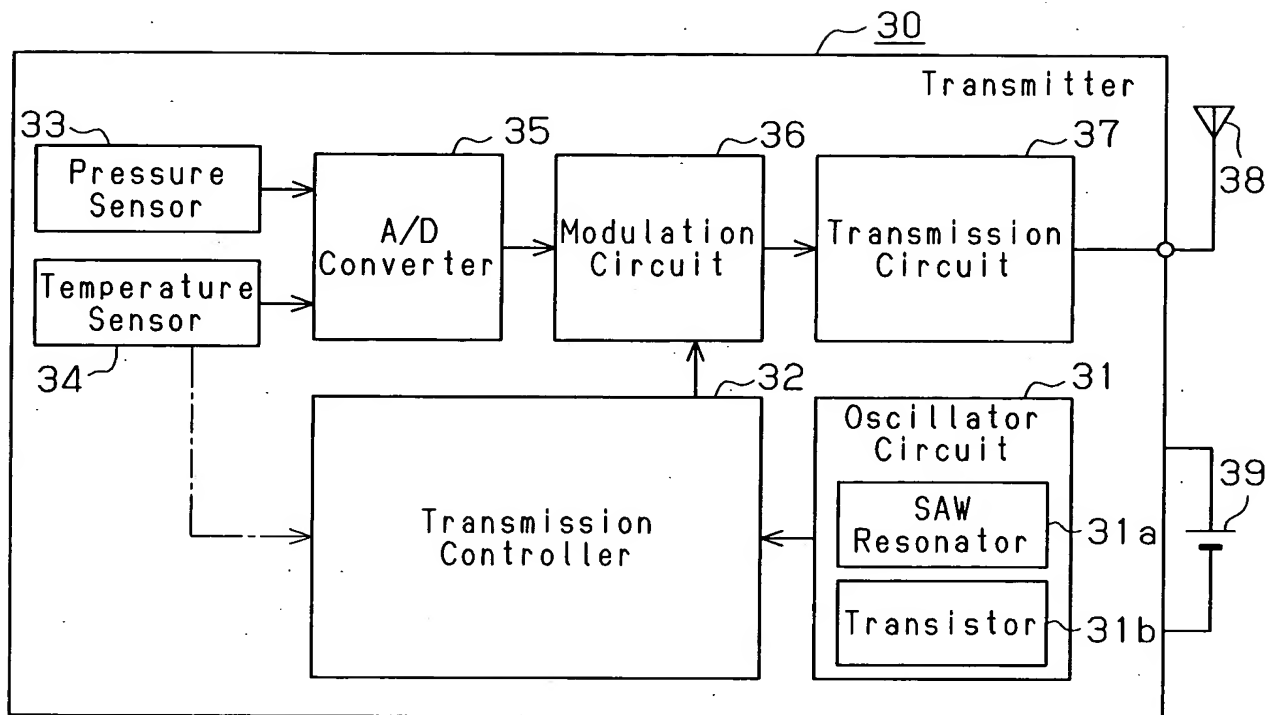 30
Transmitter
33
Pressure
Sensor
35
A/D
Converter
36
Modulation
Circuit
37
Transmission
Circuit
38
Temperature
Sensor
34
32
Transmission
Controller
31
Oscillator
Circuit
SAW
Resonator
31a
Transistor
31b
39